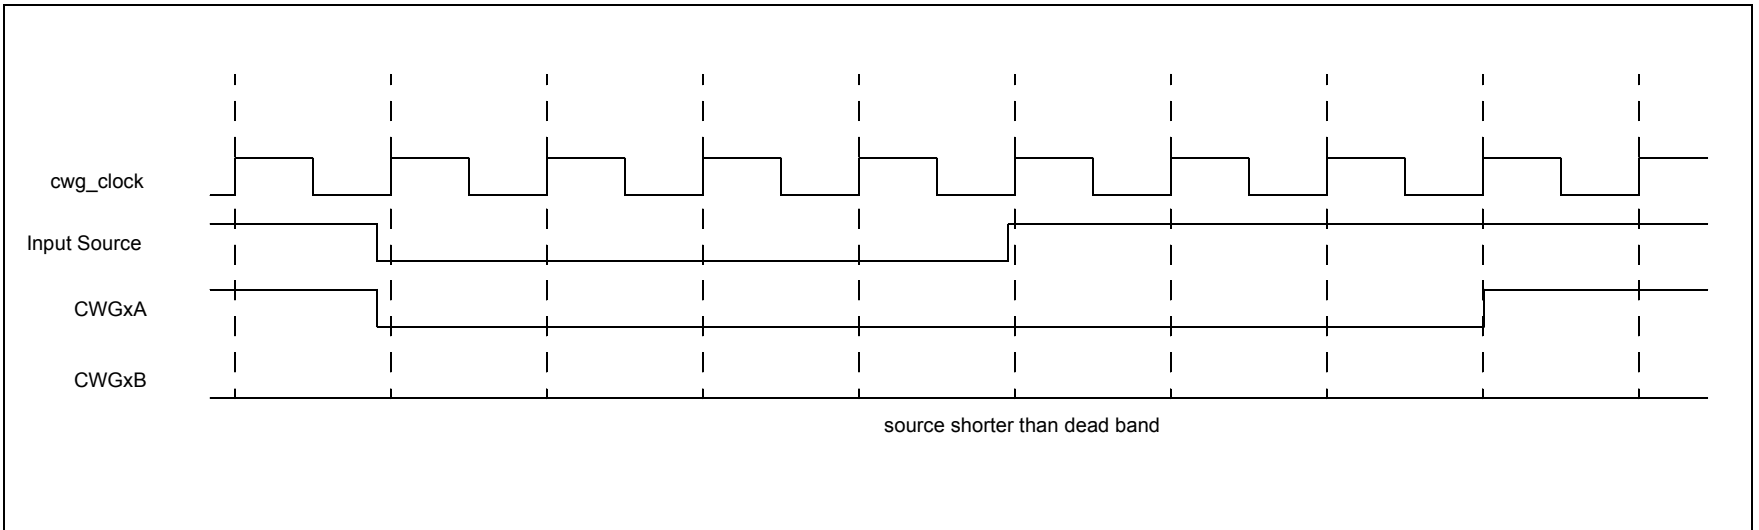 cwg_clock
Input Source
CWGxA
CWGxB
source shorter than dead band